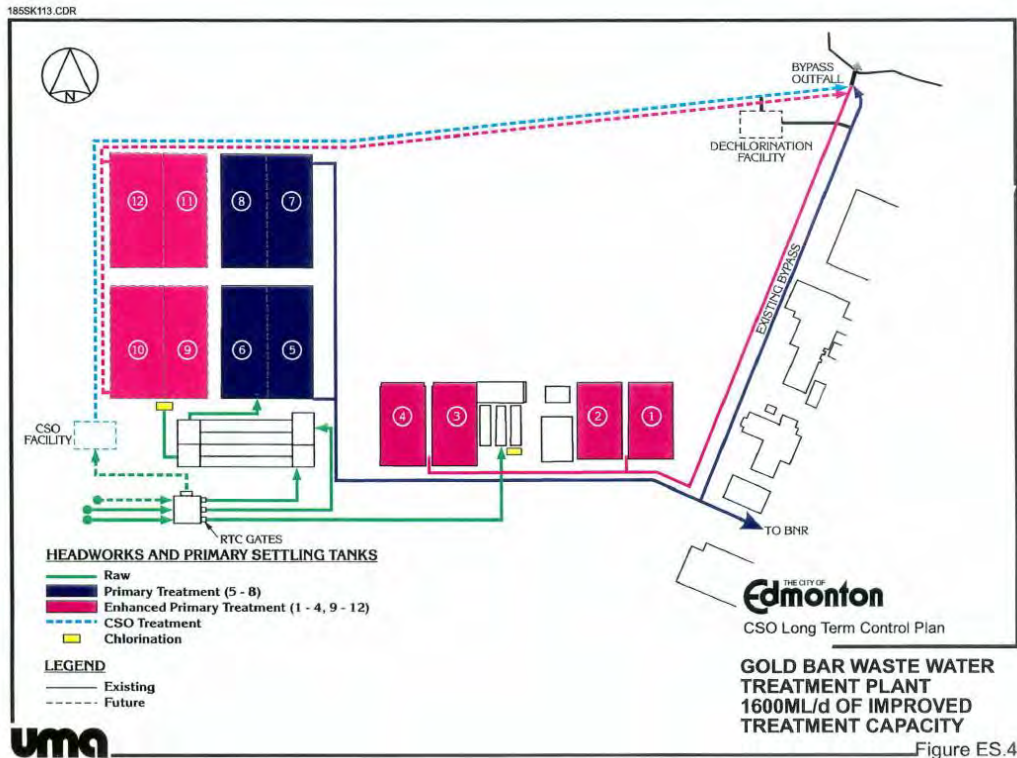 185SK113.CDR
N
BYPASS
OUTFALL
DECHLORINATION
FACILITY
12
11
8
7
10
9
6
5
EXISTING BYPASS
4
3
2
1
CSO
FACILITY
RTC GATES
TO BNR
HEADWORKS AND PRIMARY SETTLING TANKS
Raw
Primary Treatment (5 - 8)
Enhanced Primary Treatment (1 - 4, 9 - 12)
CSO Treatment
Chlorination
LEGEND
Existing
Future
THE CITY OF
Edmonton
CSO Long Term Control Plan
GOLD BAR WASTE WATER
TREATMENT PLANT
1600ML/d OF IMPROVED
TREATMENT CAPACITY
uma
Figure ES.4